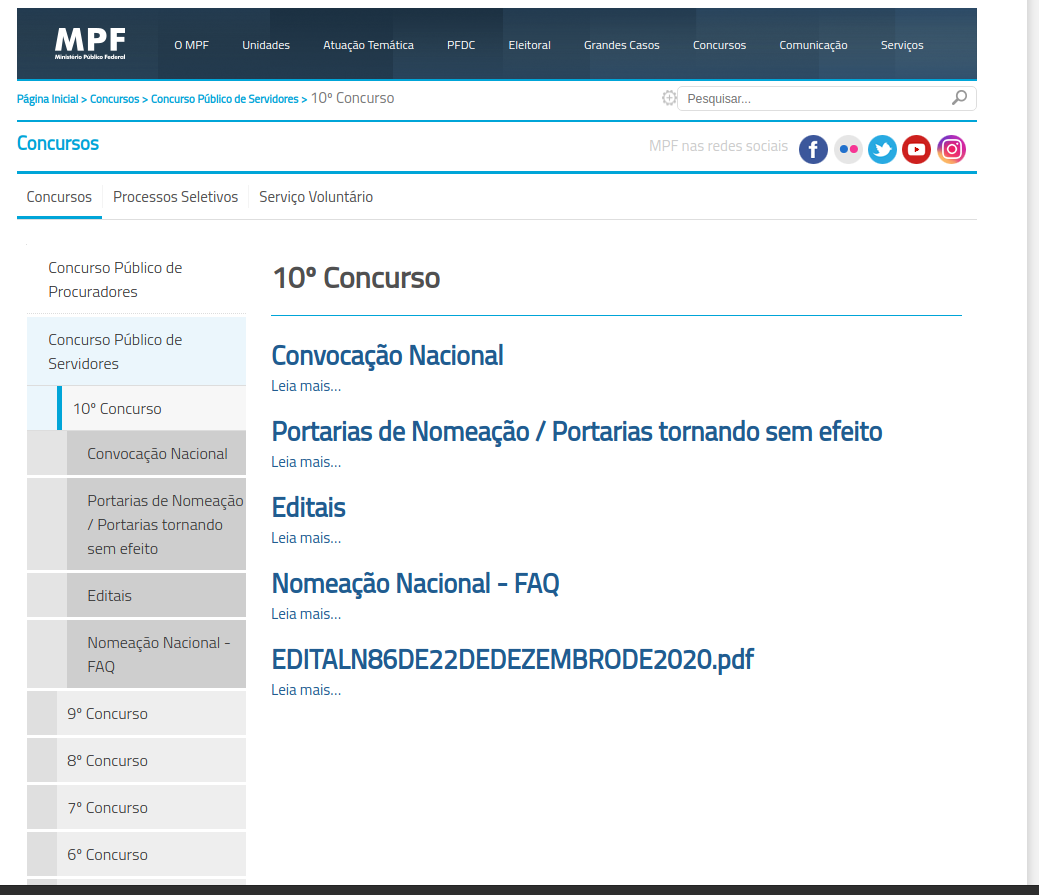 MPF
Ministério Público Federal
O MPF
Unidades
Atuação Temática
PFDC
Eleitoral
Grandes Casos
Concursos
Comunicação
Serviços
Página Inicial > Concursos > Concurso Público de Servidores > 10º Concurso
Pesquisar...
Concursos
MPF nas redes sociais
Concursos
Processos Seletivos
Serviço Voluntário
Concurso Público de
Procuradores
Concurso Público de
Servidores
10º Concurso
Convocação Nacional
Portarias de Nomeação
/ Portarias tornando
sem efeito
Editais
Nomeação Nacional -
FAQ
9º Concurso
8º Concurso
7º Concurso
6º Concurso
10º Concurso
Convocação Nacional
Leia mais...
Portarias de Nomeação / Portarias tornando sem efeito
Leia mais...
Editais
Leia mais...
Nomeação Nacional - FAQ
Leia mais...
EDITALN86DE22DEDEZEMBRODE2020.pdf
Leia mais...